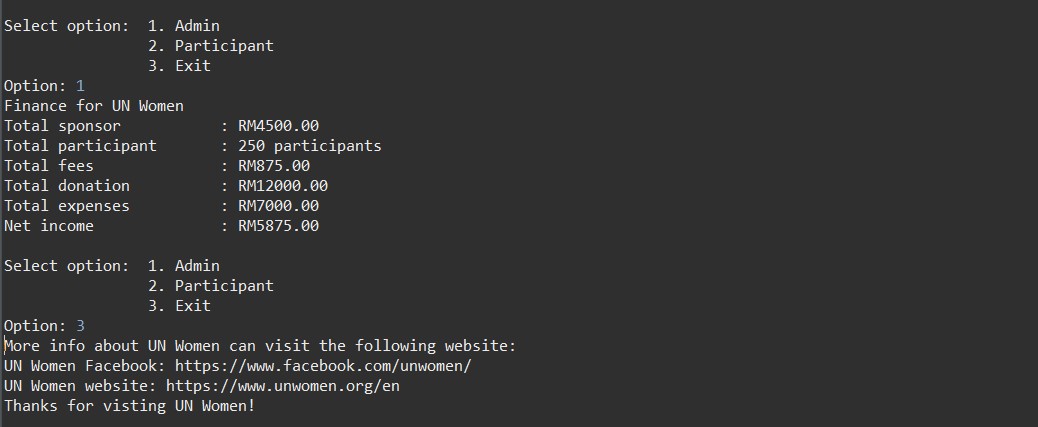 Select option:  1. Admin
                2. Participant
                3. Exit
Option: 1
Finance for UN Women
Total sponsor           : RM4500.00
Total participant       : 250 participants
Total fees              : RM875.00
Total donation          : RM12000.00
Total expenses          : RM7000.00
Net income              : RM5875.00

Select option:  1. Admin
                2. Participant
                3. Exit
Option: 3
More info about UN Women can visit the following website:
UN Women Facebook: https://www.facebook.com/unwomen/
UN Women website: https://www.unwomen.org/en
Thanks for visting UN Women!